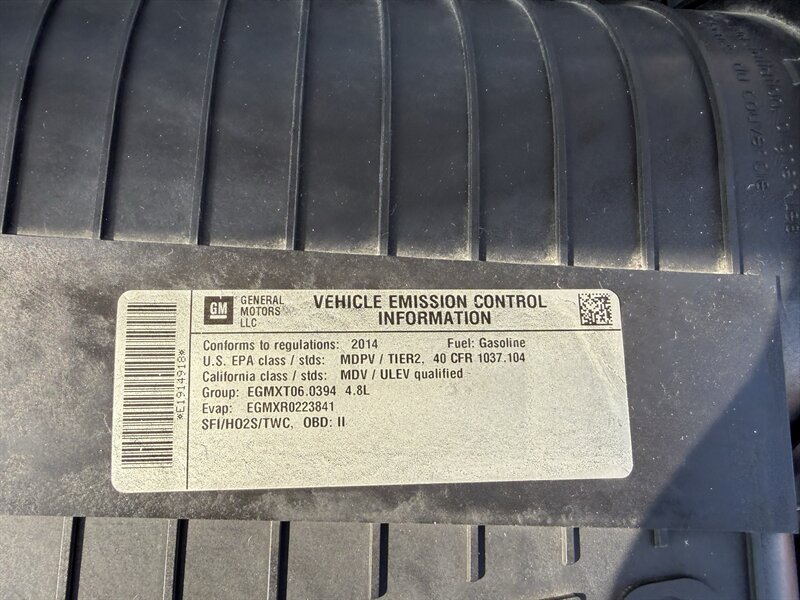 GM
GENERAL
MOTORS
LLC
VEHICLE EMISSION CONTROL
INFORMATION
Conforms to regulations: 2014 Fuel: Gasoline
U.S. EPA class / stds: MDPV / TIER2, 40 CFR 1037.104
California class / stds: MDV / ULEV qualified
Group: EGMXT06.0394 4.8L
Evap: EGMXR0223841
SFI/HO2S/TWC, OBD: II
*E1914918*